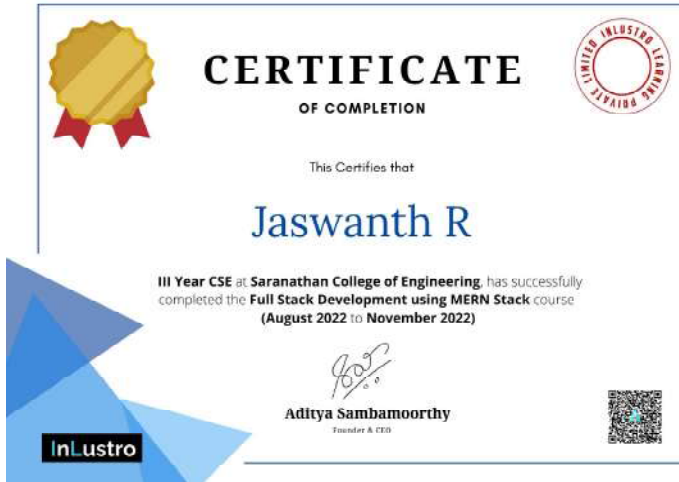 CERTIFICATE
OF COMPLETION
INLUSTRO LEARNING PRIVATE LIMITED
This Certifies that
Jaswanth R
III Year CSE at Saranathan College of Engineering, has successfully
completed the Full Stack Development using MERN Stack course
(August 2022 to November 2022)
Aditya Sambamoorthy
Founder & CEO
InLustro